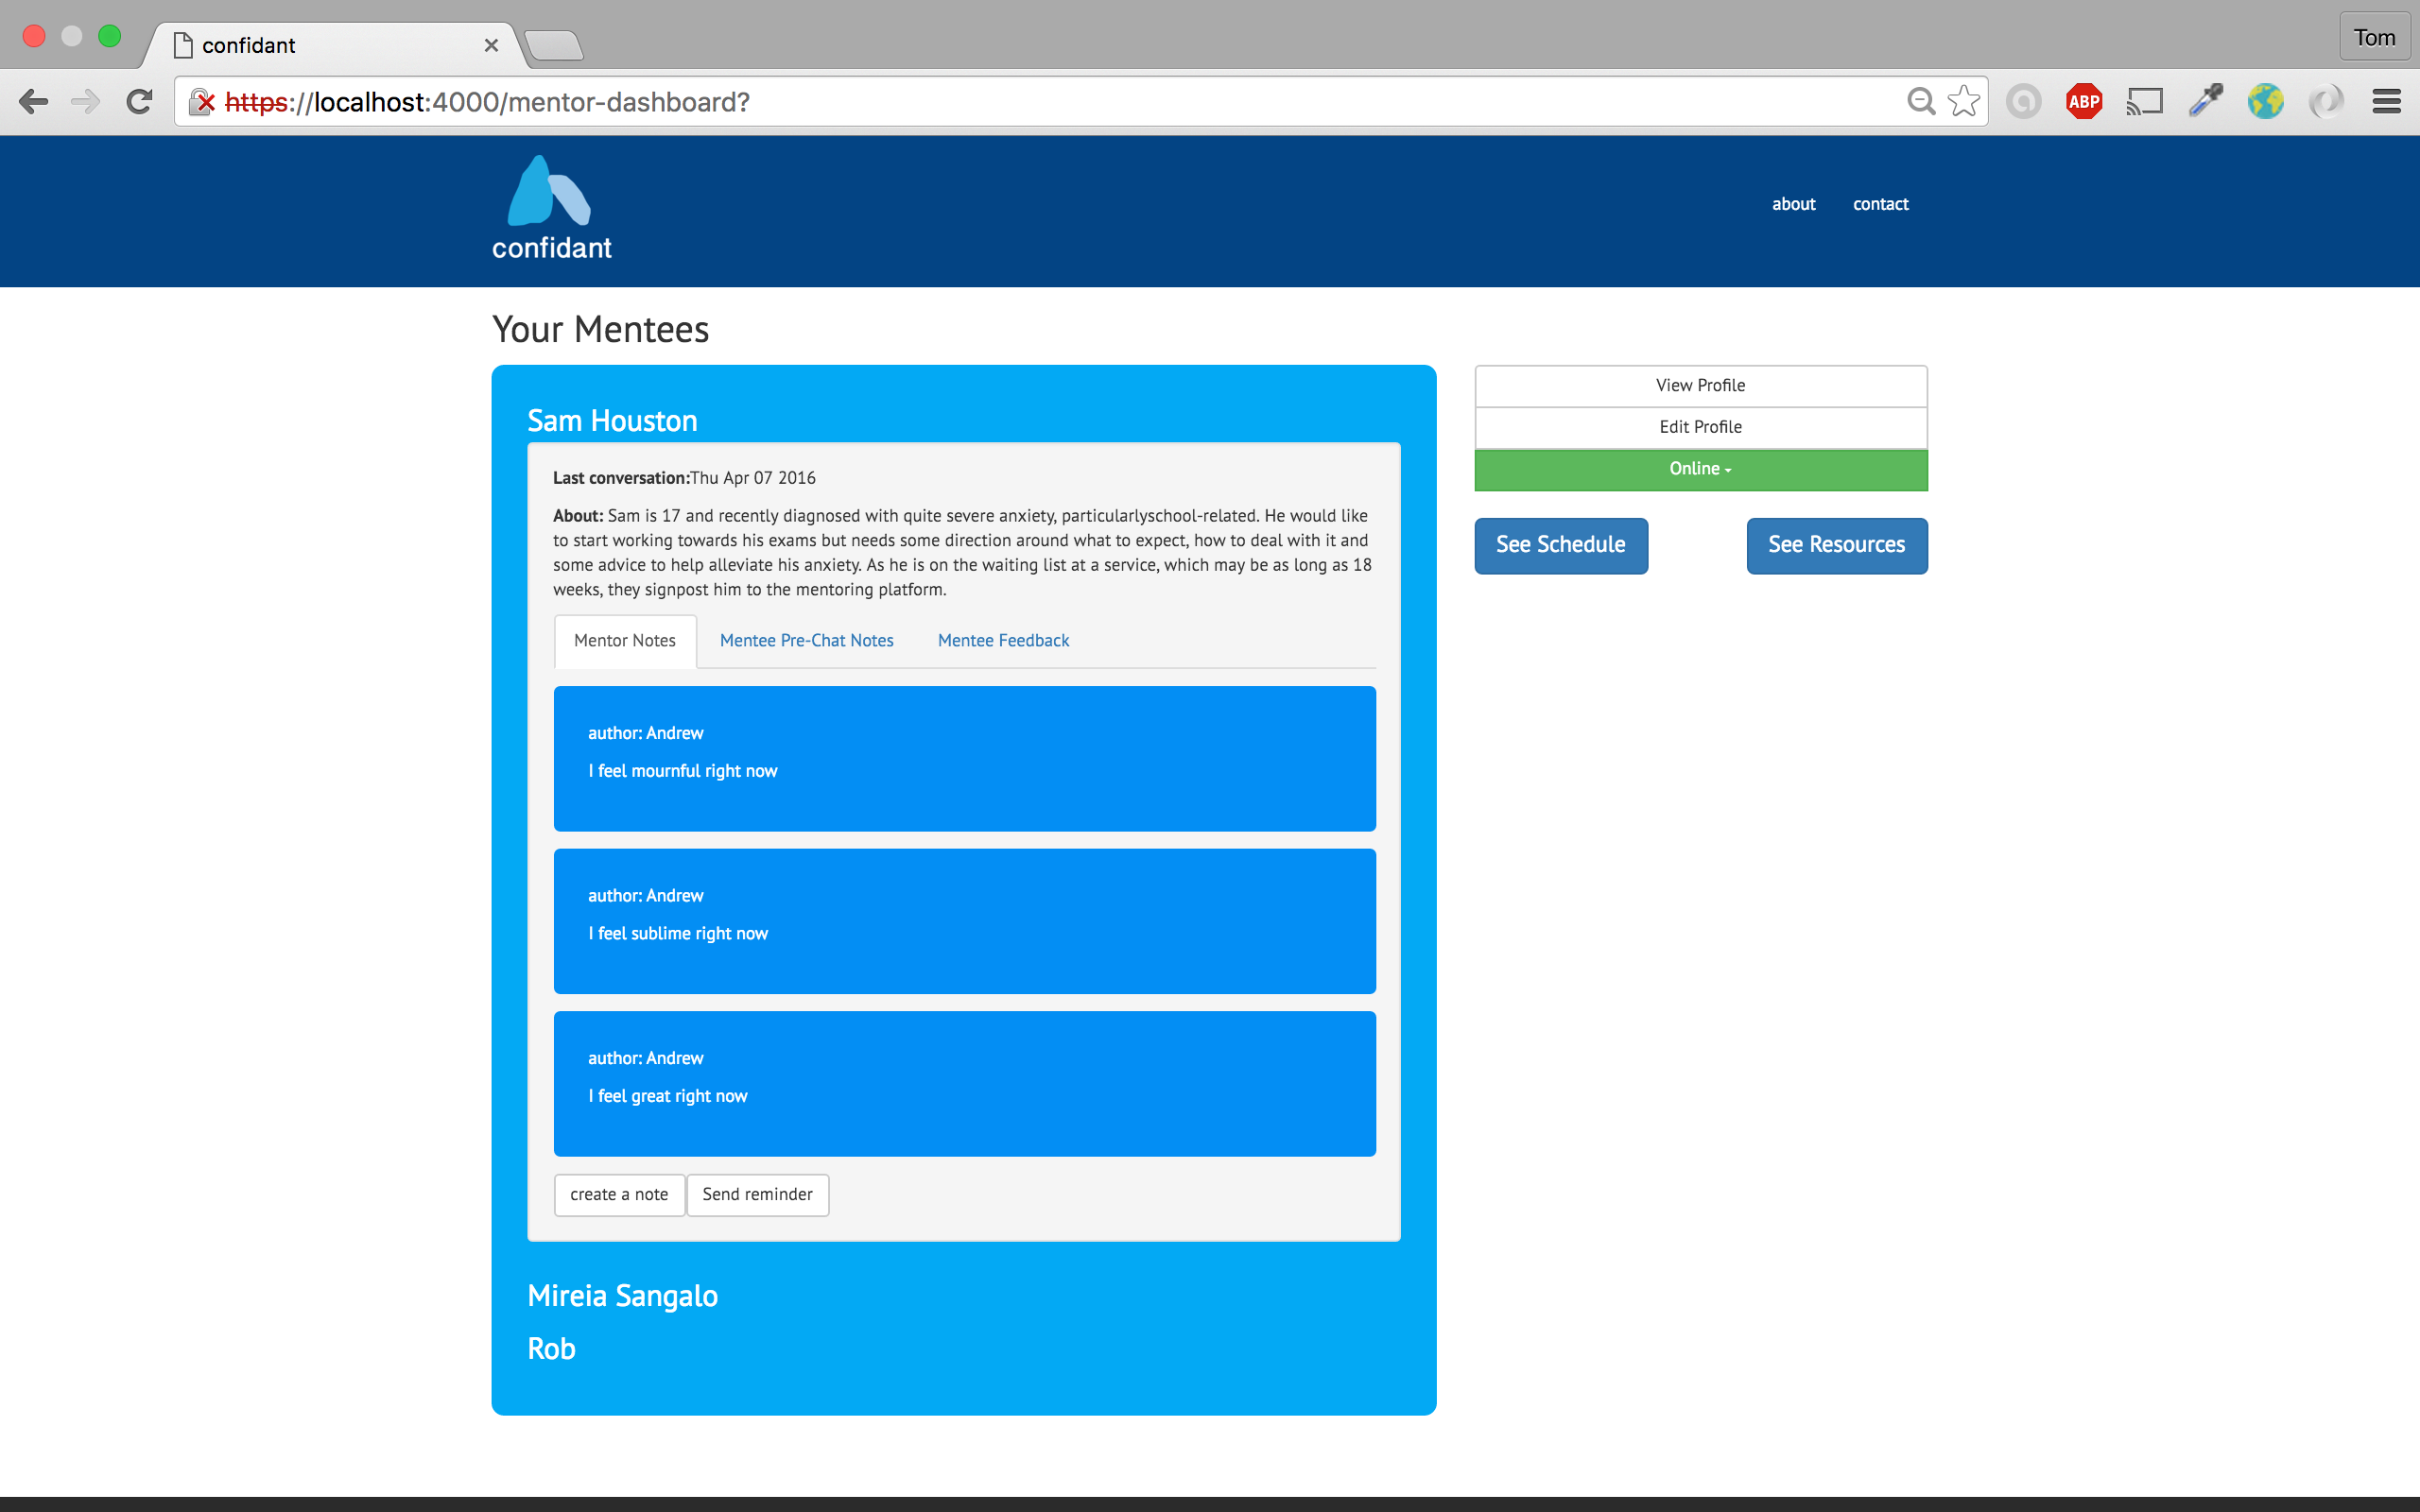 confidant
Tom
https://localhost:4000/mentor-dashboard?
ABP
confidant
about
contact
Your Mentees
Sam Houston
Last conversation:Thu Apr 07 2016
About: Sam is 17 and recently diagnosed with quite severe anxiety, particularlyschool-related. He would like
to start working towards his exams but needs some direction around what to expect, how to deal with it and
some advice to help alleviate his anxiety. As he is on the waiting list at a service, which may be as long as 18
weeks, they signpost him to the mentoring platform.
Mentor Notes
Mentee Pre-Chat Notes
Mentee Feedback
author: Andrew
I feel mournful right now
author: Andrew
I feel sublime right now
author: Andrew
I feel great right now
create a note
Send reminder
Mireia Sangalo
Rob
View Profile
Edit Profile
Online
See Schedule
See Resources